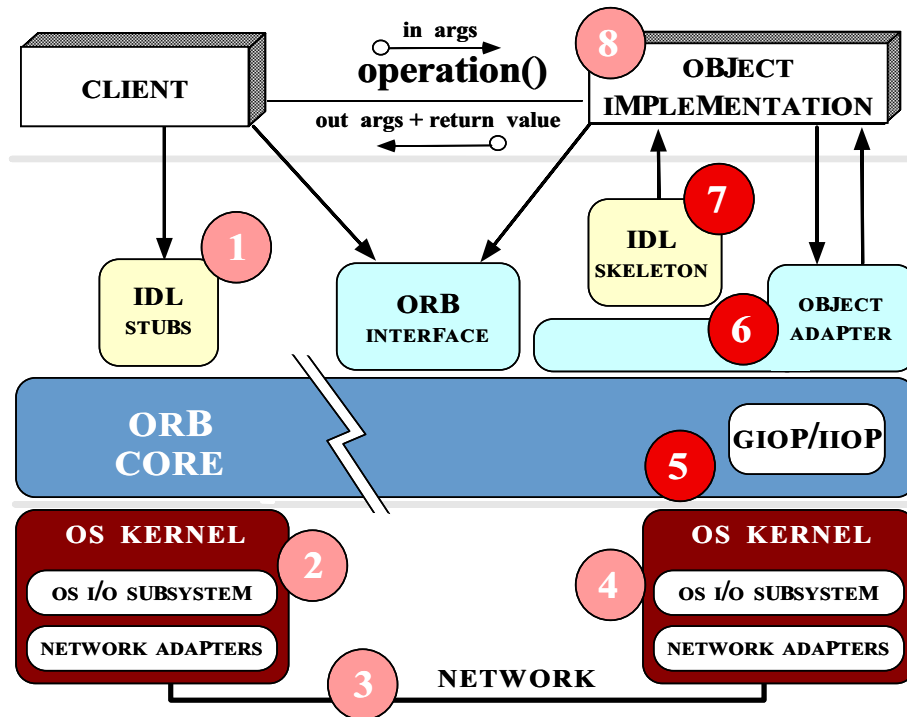 CLIENT
in args
operation()
out args + return value
8
OBJECT
IMPLEMENTATION
1
IDL
STUBS
ORB
INTERFACE
7
IDL
SKELETON
6
OBJECT
ADAPTER
ORB
CORE
GIOP/IIOP
5
OS KERNEL
2
OS I/O SUBSYSTEM
NETWORK ADAPTERS
3
NETWORK
4
OS KERNEL
OS I/O SUBSYSTEM
NETWORK ADAPTERS